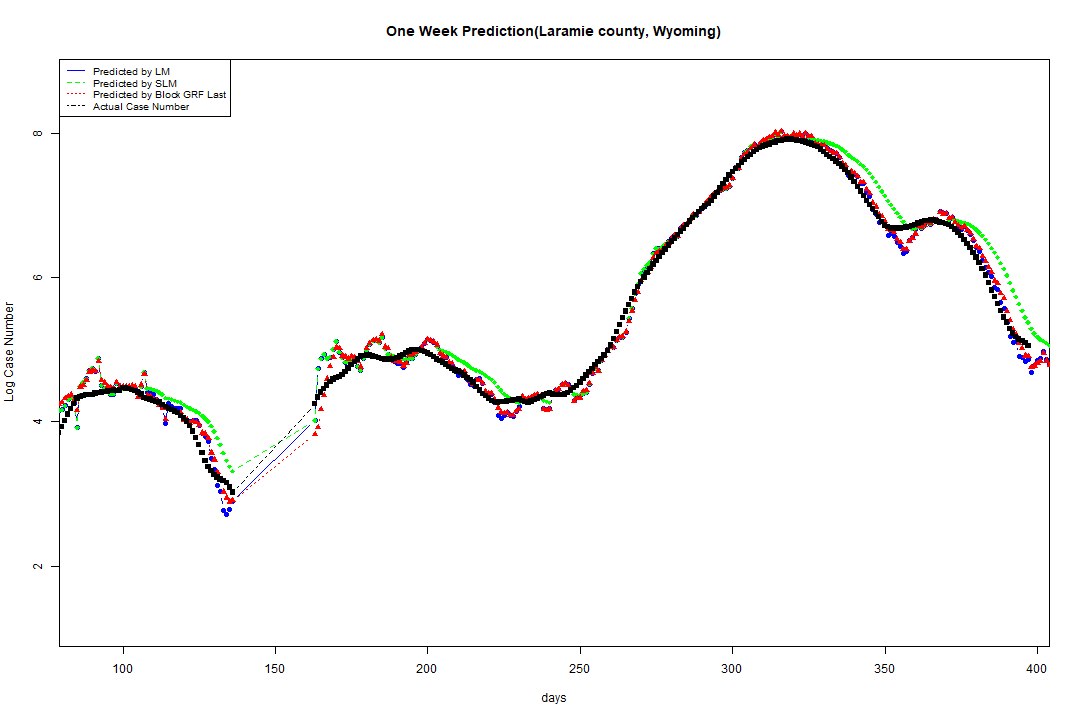 One Week Prediction(Laramie county, Wyoming)
Predicted by LM
Predicted by SLM
Predicted by Block GRF Last
Actual Case Number
8
6
4
2
Log Case Number
100 150 200 250 300 350 400
days